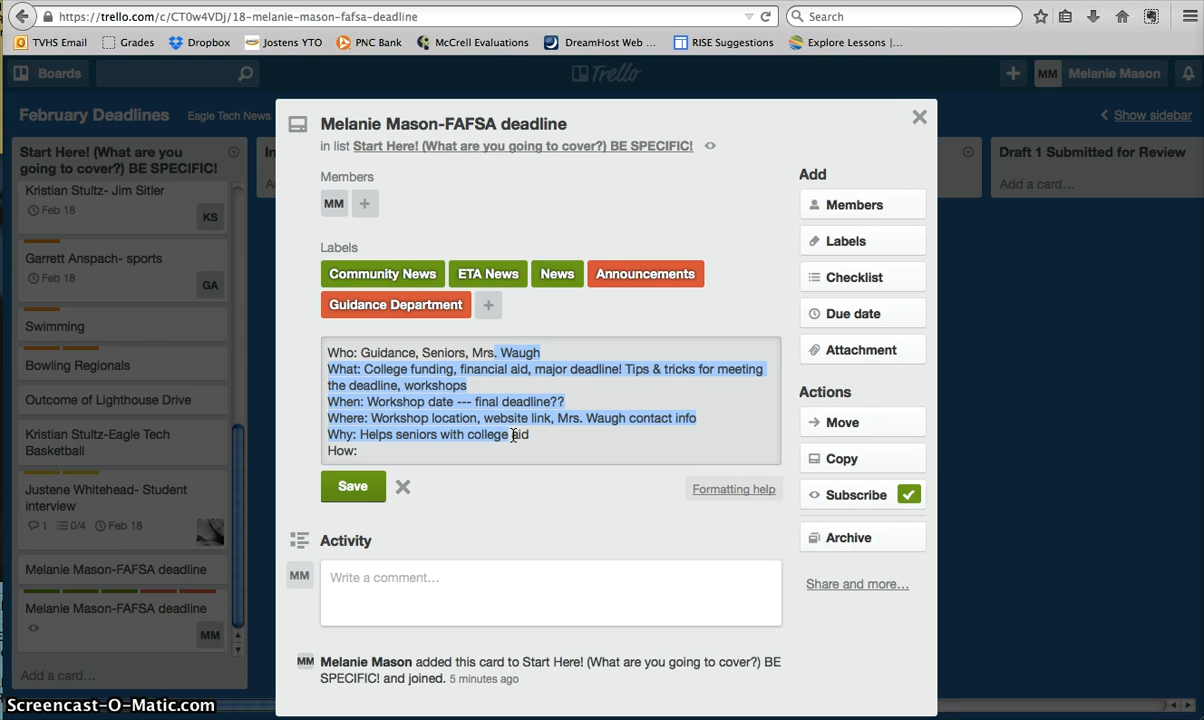 https://trello.com/c/CT0w4VDj/18-melanie-mason-fafsa-deadline
Search
TVHS Email
Grades
Dropbox
Jostens YTO
PNC Bank
McCrell Evaluations
DreamHost Web ...
RISE Suggestions
Explore Lessons |...
Boards
Trello
MM
Melanie Mason
February Deadlines
Eagle Tech News
Show sidebar
Start Here! (What are you
going to cover?) BE SPECIFIC!
Kristian Stultz- Jim Sitler
Feb 18
KS
Garrett Anspach- sports
Feb 18
GA
Swimming
Bowling Regionals
Outcome of Lighthouse Drive
Kristian Stultz-Eagle Tech
Basketball
Justene Whitehead- Student
interview
1 0/4 Feb 18
Melanie Mason-FAFSA deadline
Melanie Mason-FAFSA deadline
MM
Add a card...
Draft 1 Submitted for Review
Add a card...
Melanie Mason-FAFSA deadline
in list Start Here! (What are you going to cover?) BE SPECIFIC!
Members
MM
Labels
Community News
ETA News
News
Announcements
Guidance Department
Who: Guidance, Seniors, Mrs. Waugh
What: College funding, financial aid, major deadline! Tips & tricks for meeting
the deadline, workshops
When: Workshop date --- final deadline??
Where: Workshop location, website link, Mrs. Waugh contact info
Why: Helps seniors with college aid
How:
Save
Formatting help
Activity
MM
Write a comment...
MM
Melanie Mason added this card to Start Here! (What are you going to cover?) BE
SPECIFIC! and joined. 5 minutes ago
Add
Members
Labels
Checklist
Due date
Attachment
Actions
Move
Copy
Subscribe
Archive
Share and more...
Screencast-O-Matic.com